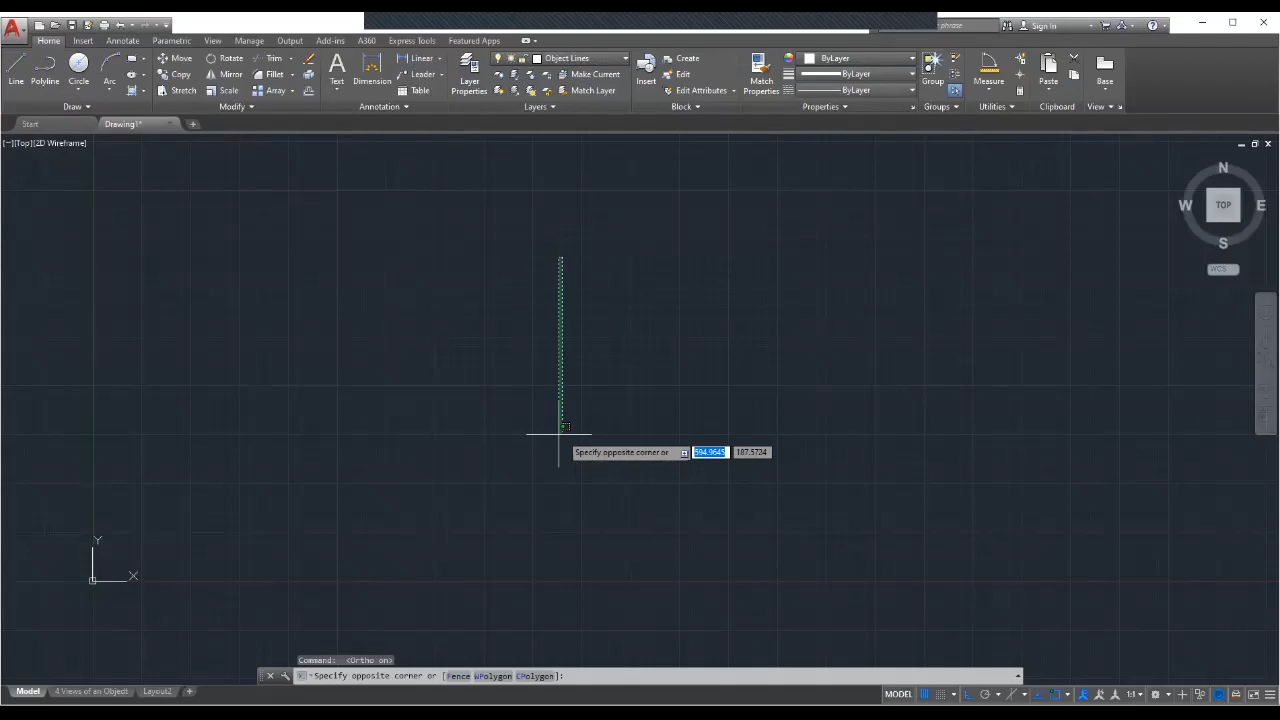 phrase Sign In
Home Insert Annotate Parametric View Manage Output Add-ins A360 Express Tools Featured Apps
Line Polyline Circle Arc
Move Rotate Trim
Copy Mirror Fillet
Stretch Scale Array
Text Dimension
Linear
Leader
Table
Layer Properties
Object Lines
Make Current
Match Layer
Insert
Create
Edit
Edit Attributes
Match Properties
ByLayer
ByLayer
ByLayer
Group Measure Paste Base
Draw Modify Annotation Layers Block Properties Groups Utilities Clipboard View
Start Drawing1*
[−][Top][2D Wireframe]
N
W TOP E
S
WCS
Specify opposite corner or 594.9645 187.5724
Y
X
Command: <Ortho on>
Specify opposite corner or [Fence WPolygon CPolygon]:
Model 4 Views of an Object Layout2 MODEL 1:1